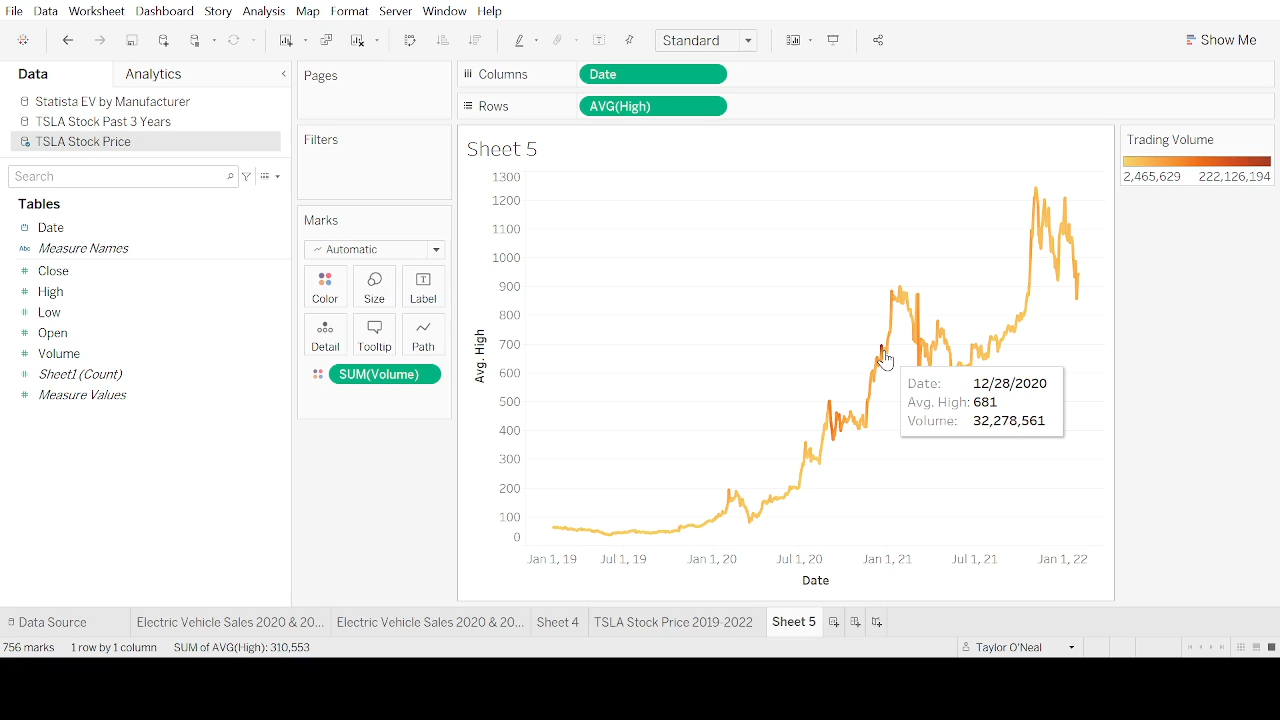 File Data Worksheet Dashboard Story Analysis Map Format Server Window Help
Standard
Show Me
Data Analytics
Statista EV by Manufacturer
TSLA Stock Past 3 Years
TSLA Stock Price
Search
Tables
Date
Abc Measure Names
Close
High
Low
Open
Volume
Sheet1 (Count)
Measure Values
Pages
Filters
Marks
Automatic
Color Size Label
Detail Tooltip Path
SUM(Volume)
Columns Date
Rows AVG(High)
Sheet 5
1300
1200
1100
1000
900
800
700
600
500
400
300
200
100
0
Avg. High
Jan 1, 19 Jul 1, 19 Jan 1, 20 Jul 1, 20 Jan 1, 21 Jul 1, 21 Jan 1, 22
Date
Date: 12/28/2020
Avg. High: 681
Volume: 32,278,561
Trading Volume
2,465,629 222,126,194
Data Source Electric Vehicle Sales 2020 & 20... Electric Vehicle Sales 2020 & 20... Sheet 4 TSLA Stock Price 2019-2022 Sheet 5
756 marks 1 row by 1 column SUM of AVG(High): 310,553 Taylor O'Neal